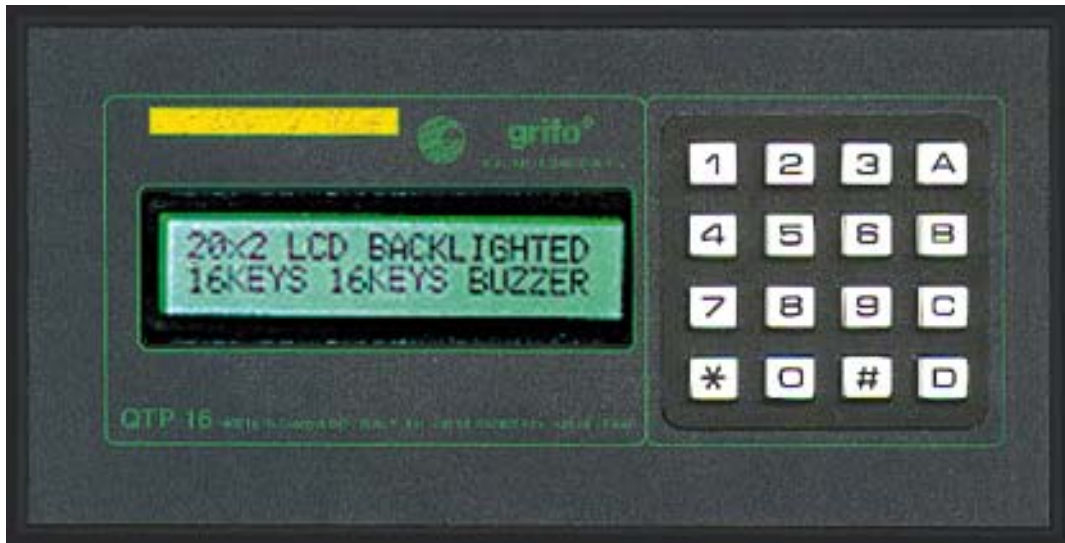 grifo®
20x2 LCD BACKLIGHTED
16KEYS 16KEYS BUZZER
QTP 16
1 2 3 A
4 5 6 B
7 8 9 C
* 0 # D